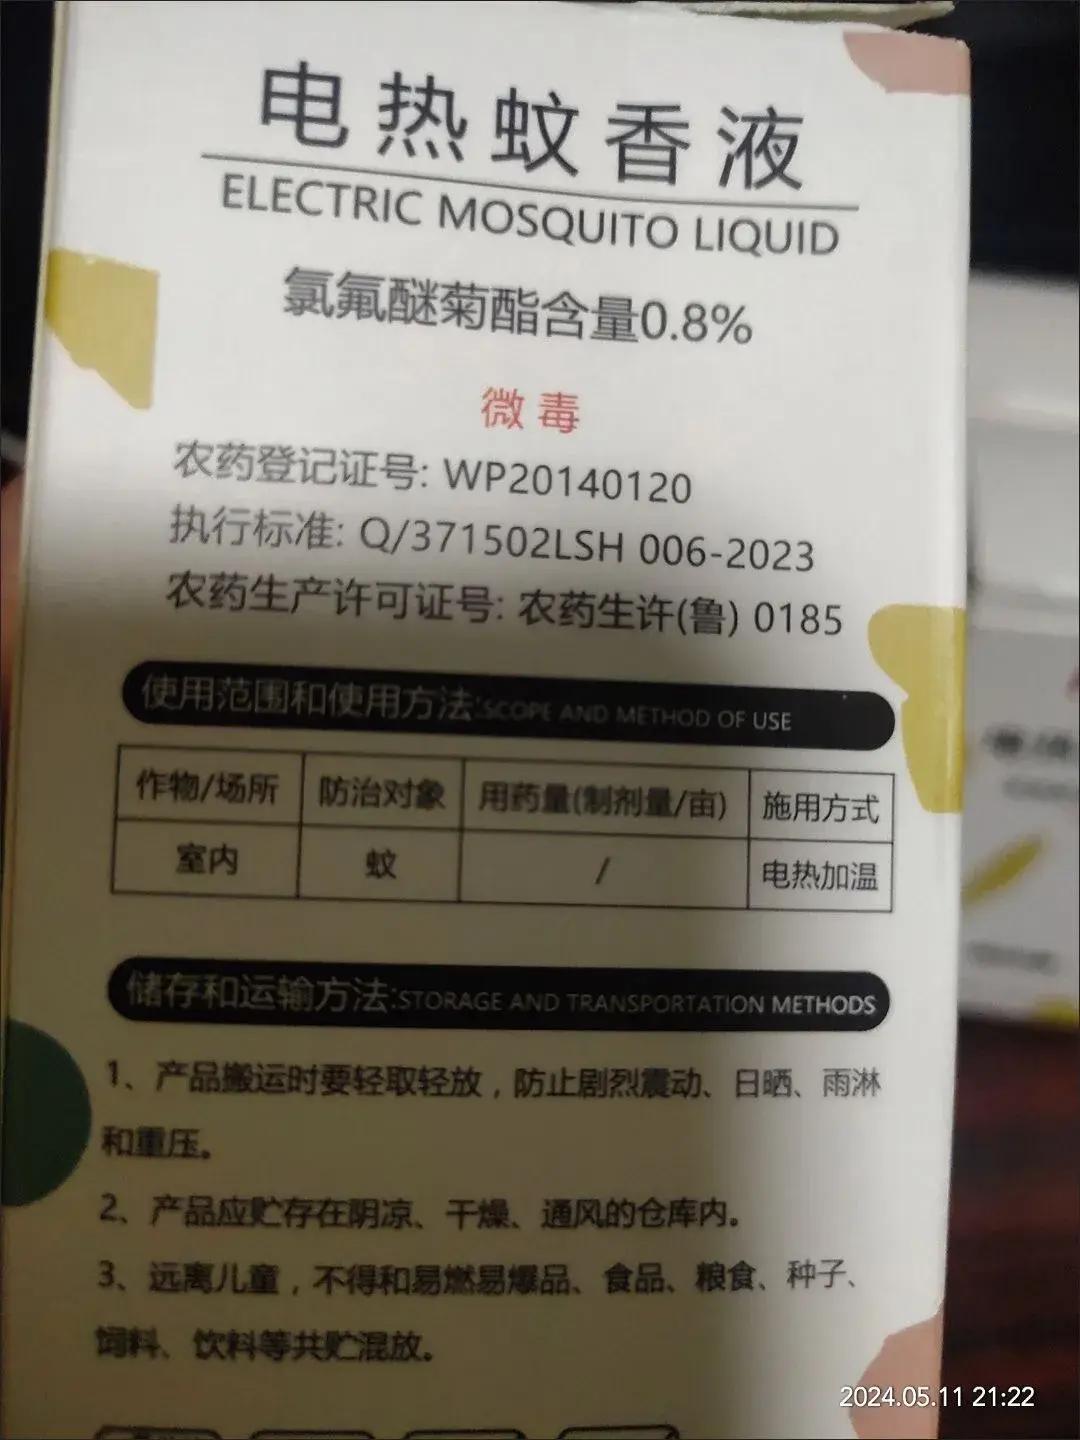 电热蚊香液
ELECTRIC MOSQUITO LIQUID
氯氟醚菊酯含量0.8%
微毒
农药登记证号: WP20140120
执行标准: Q/371502LSH 006-2023
农药生产许可证号: 农药生许(鲁) 0185
使用范围和使用方法:SCOPE AND METHOD OF USE
作物/场所 防治对象 用药量(制剂量/亩) 施用方式
室内 蚊 / 电热加温
储存和运输方法:STORAGE AND TRANSPORTATION METHODS
1、产品搬运时要轻取轻放，防止剧烈震动、日晒、雨淋
和重压。
2、产品应贮存在阴凉、干燥、通风的仓库内。
3、远离儿童，不得和易燃易爆品、食品、粮食、种子、
饲料、饮料等共贮混放。
2024.05.11 21:22